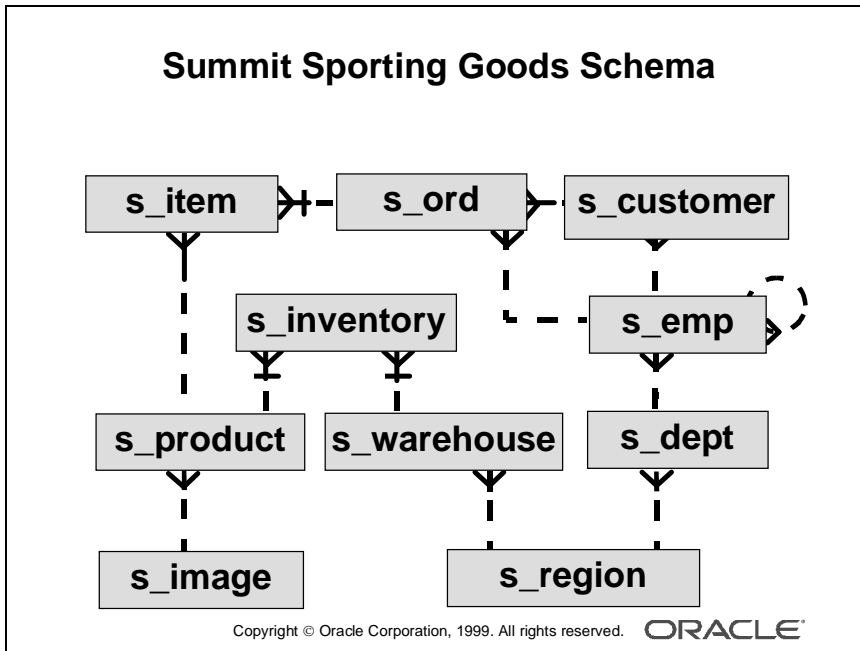 Summit Sporting Goods Schema
s_item
s_ord
s_customer
s_inventory
s_emp
s_product
s_warehouse
s_dept
s_image
s_region
Copyright © Oracle Corporation, 1999. All rights reserved.
ORACLE®